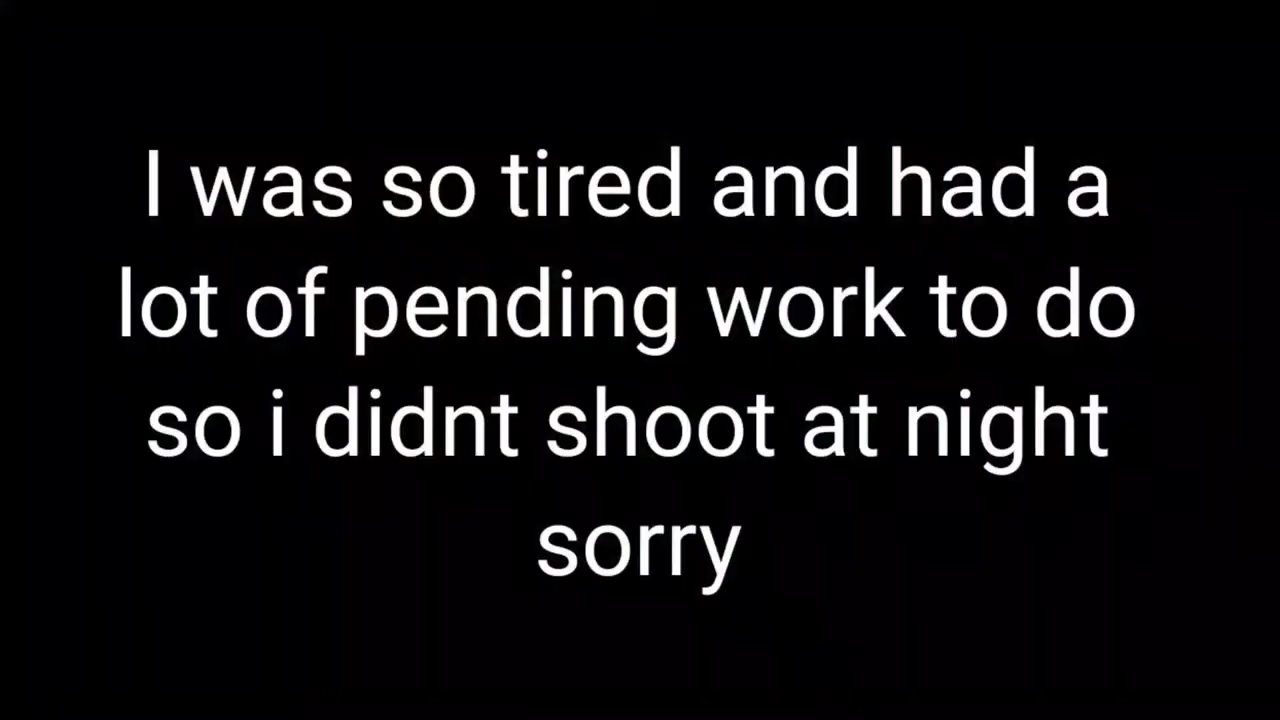 I was so tired and had a
lot of pending work to do
so i didnt shoot at night
sorry